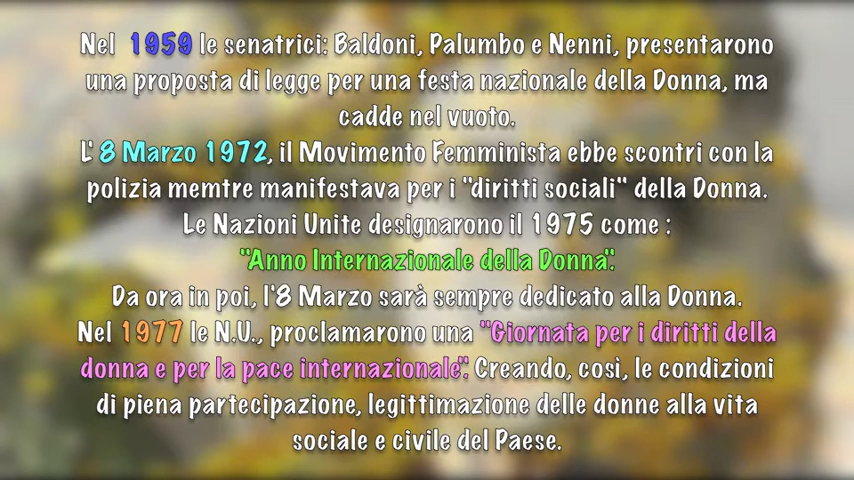 Nel 1959 le senatrici: Baldoni, Palumbo e Nenni, presentarono
una proposta di legge per una festa nazionale della Donna, ma
cadde nel vuoto.
L' 8 Marzo 1972, il Movimento Femminista ebbe scontri con la
polizia memtre manifestava per i "diritti sociali" della Donna.
Le Nazioni Unite designarono il 1975 come :
"Anno Internazionale della Donna".
Da ora in poi, l'8 Marzo sarà sempre dedicato alla Donna.
Nel 1977 le N.U., proclamarono una "Giornata per i diritti della
donna e per la pace internazionale". Creando, così, le condizioni
di piena partecipazione, legittimazione delle donne alla vita
sociale e civile del Paese.